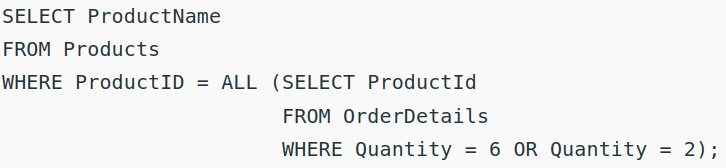 SELECT ProductName
FROM Products
WHERE ProductID = ALL (SELECT ProductId
FROM OrderDetails
WHERE Quantity = 6 OR Quantity = 2);